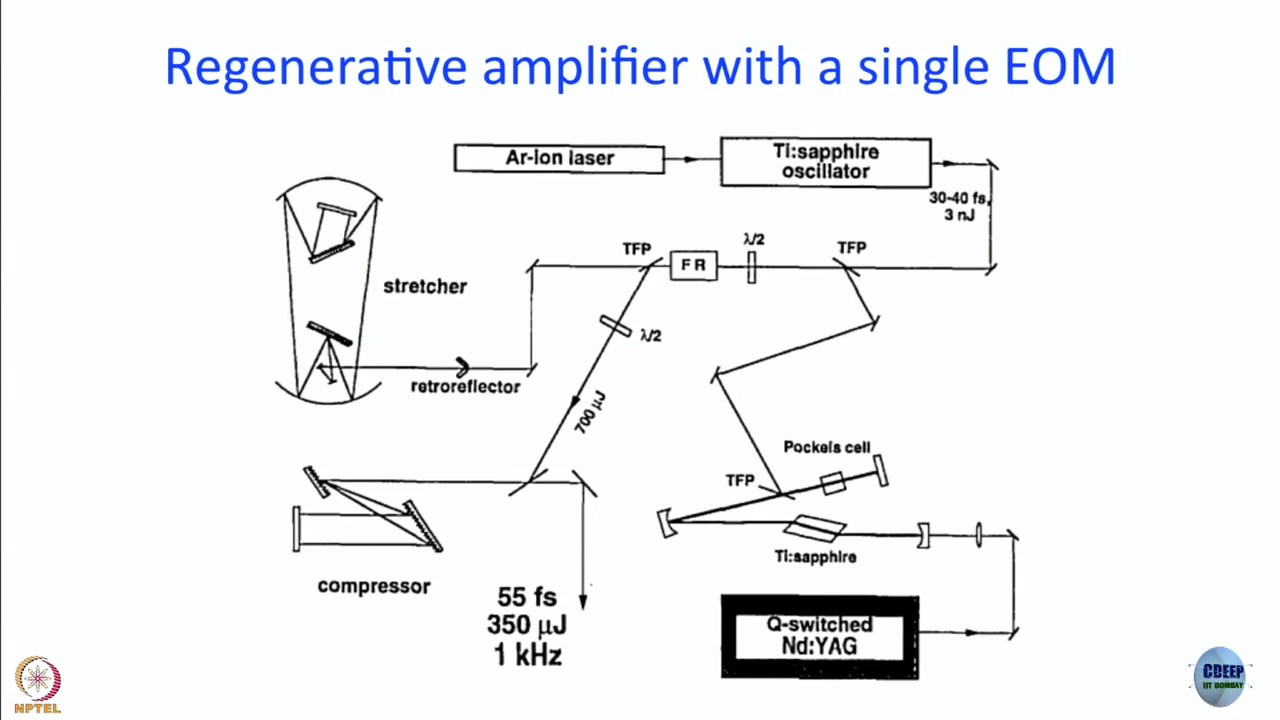 Regenerative amplifier with a single EOM
Ar-ion laser
Ti:sapphire
oscillator
30-40 fs,
3 nJ
TFP
FR
λ/2
TFP
stretcher
λ/2
retroreflector
700 μJ
Pockels cell
TFP
Ti:sapphire
compressor
55 fs
350 μJ
1 kHz
Q-switched
Nd:YAG
NPTEL
CDEEP
IIT BOMBAY